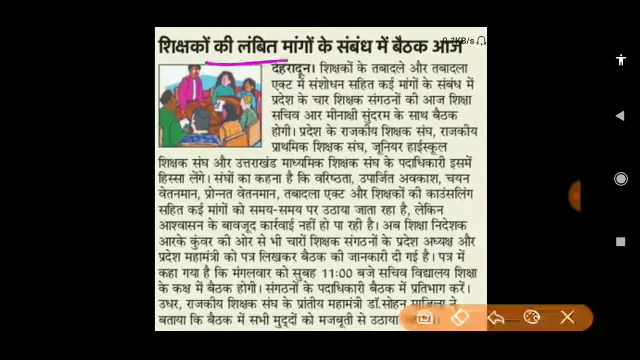 शिक्षकों की लंबित मांगों के संबंध में बैठक आज
देहरादून। शिक्षकों के तबादले और तबादला
एक्ट में संशोधन सहित कई मांगों के संबंध में
प्रदेश के चार शिक्षक संगठनों की आज शिक्षा
सचिव आर मीनाक्षी सुंदरम के साथ बैठक
होगी। प्रदेश के राजकीय शिक्षक संघ, राजकीय
प्राथमिक शिक्षक संघ, जूनियर हाईस्कूल
शिक्षक संघ और उत्तराखंड माध्यमिक शिक्षक संघ के पदाधिकारी इसमें
हिस्सा लेंगे। संघों का कहना है कि वरिष्ठता, उपार्जित अवकाश, चयन
वेतनमान, प्रोन्नत वेतनमान, तबादला एक्ट और शिक्षकों की काउंसलिंग
सहित कई मांगों को समय-समय पर उठाया जाता रहा है, लेकिन
आश्वासन के बावजूद कार्रवाई नहीं हो पा रही है। अब शिक्षा निदेशक
आरके कुंवर की ओर से भी चारों शिक्षक संगठनों के प्रदेश अध्यक्ष और
प्रदेश महामंत्री को पत्र लिखकर बैठक की जानकारी दी गई है। पत्र में
कहा गया है कि मंगलवार को सुबह 11:00 बजे सचिव विद्यालय शिक्षा
के कक्ष में बैठक होगी। संगठनों के पदाधिकारी बैठक में प्रतिभाग करें।
उधर, राजकीय शिक्षक संघ के प्रांतीय महामंत्री डॉ.सोहन
बताया कि बैठक में सभी मुद्दों को मजबूती से उठाया